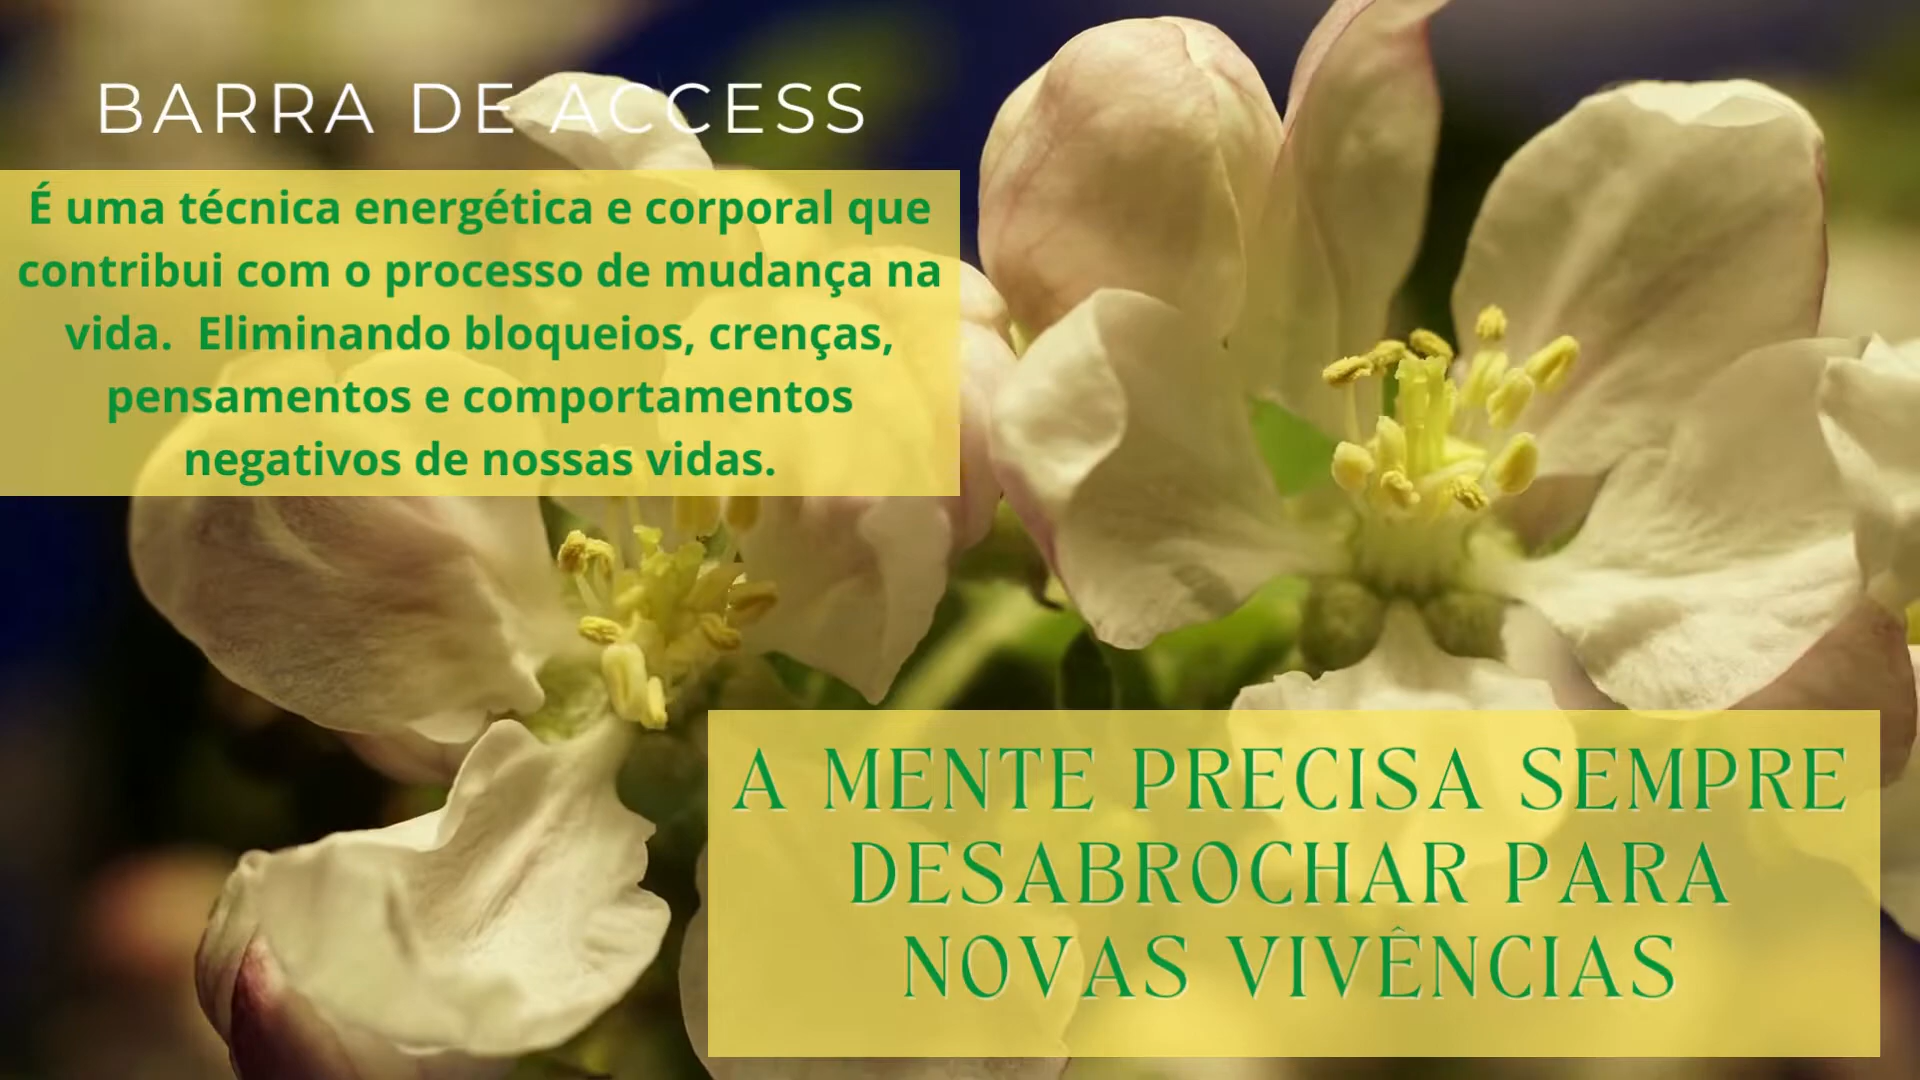 BARRA DE ACCESS
É uma técnica energética e corporal que
contribui com o processo de mudança na
vida.  Eliminando bloqueios, crenças,
pensamentos e comportamentos
negativos de nossas vidas.
A MENTE PRECISA SEMPRE
DESABROCHAR PARA
NOVAS VIVÊNCIAS